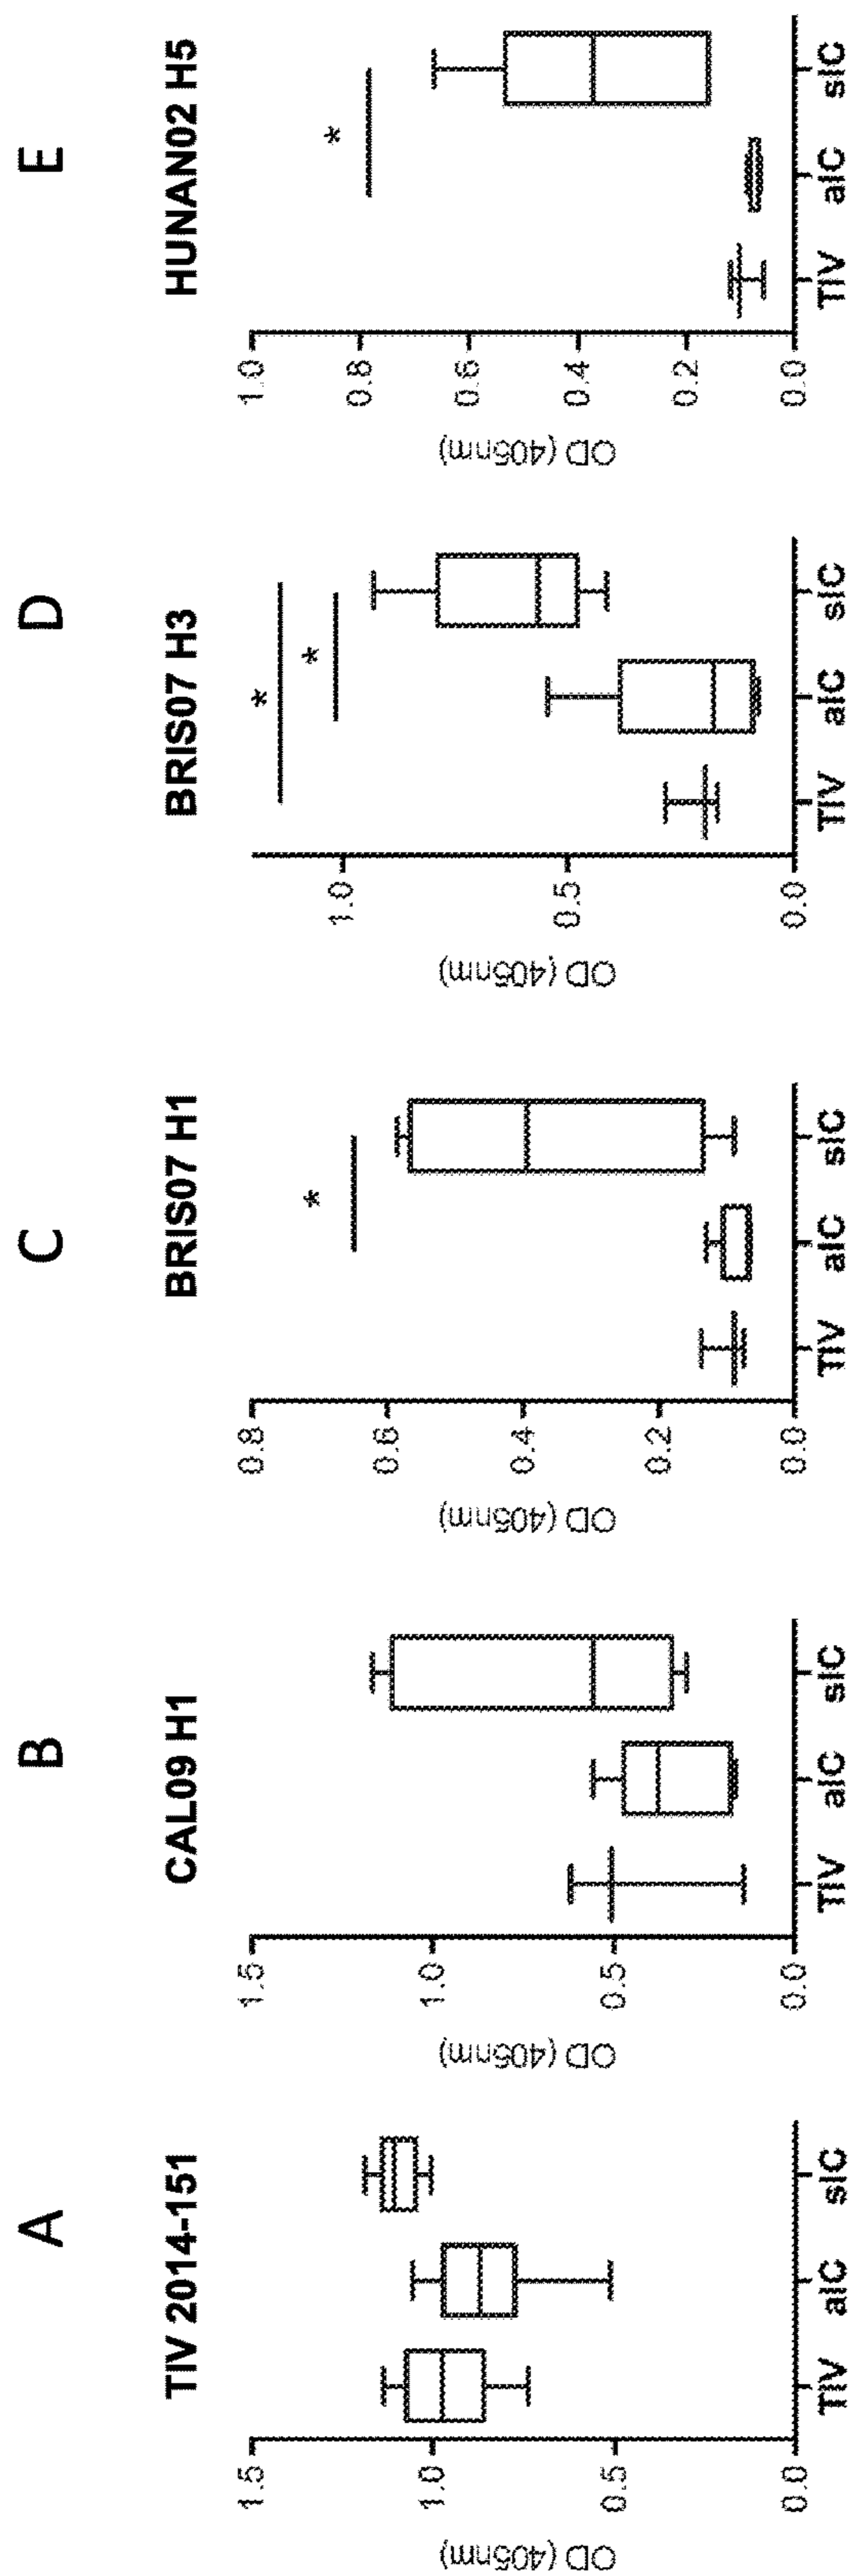 A
TIV 2014-151
OD (405nm)
1.5
1.0
0.5
0.0
TIV aIC sIC
B
CAL09 H1
OD (405nm)
1.5
1.0
0.5
0.0
TIV aIC sIC
C
BRIS07 H1
OD (405nm)
0.8
0.6
0.4
0.2
0.0
*
TIV aIC sIC
D
BRIS07 H3
OD (405nm)
1.0
0.5
0.0
*
*
TIV aIC sIC
E
HUNAN02 H5
OD (405nm)
1.0
0.8
0.6
0.4
0.2
0.0
*
TIV aIC sIC